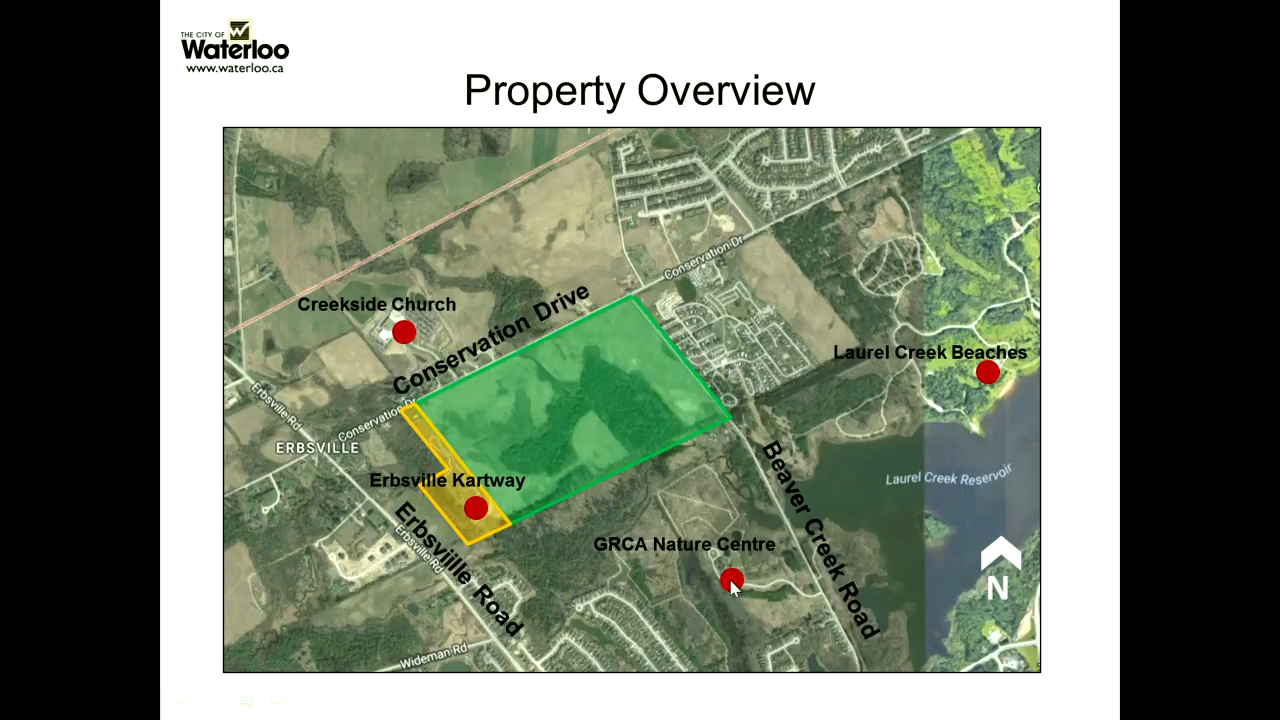 THE CITY OF
Waterloo
www.waterloo.ca
Property Overview
Conservation Dr
Creekside Church
Conservation Drive
Laurel Creek Beaches
Erbsville Rd
Conservation Dr
ERBSVILLE
Erbsville Kartway
Laurel Creek Reservoir
Beaver Creek Road
Erbsville Road
Erbsville Rd
GRCA Nature Centre
N
Wideman Rd